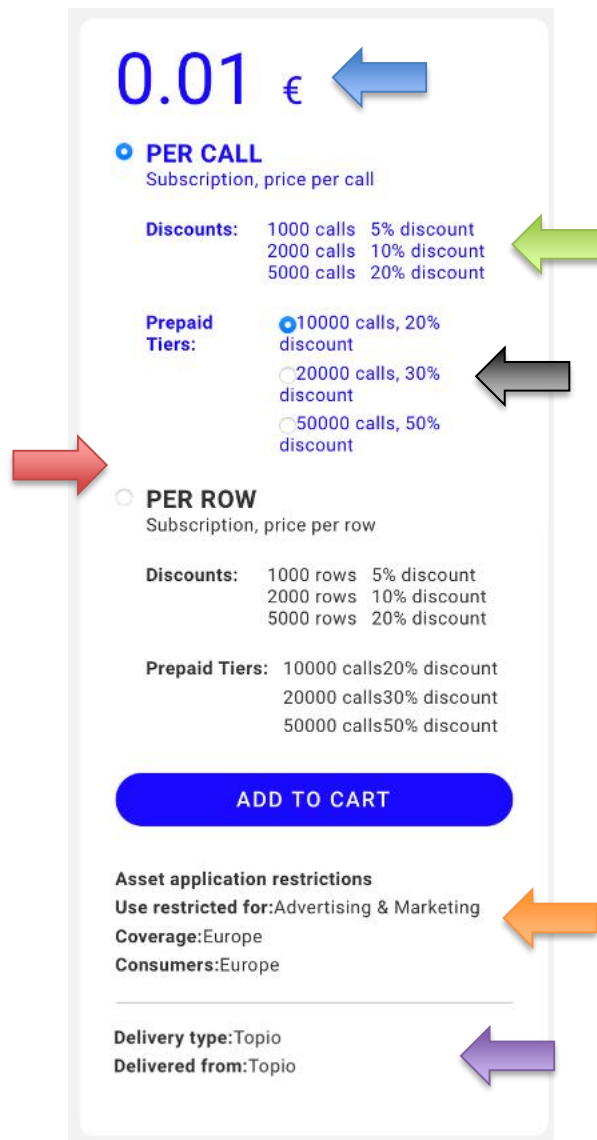 0.01 €
PER CALL
Subscription, price per call
Discounts: 1000 calls 5% discount
2000 calls 10% discount
5000 calls 20% discount
Prepaid Tiers: 10000 calls, 20% discount
20000 calls, 30% discount
50000 calls, 50% discount
PER ROW
Subscription, price per row
Discounts: 1000 rows 5% discount
2000 rows 10% discount
5000 rows 20% discount
Prepaid Tiers: 10000 calls20% discount
20000 calls30% discount
50000 calls50% discount
ADD TO CART
Asset application restrictions
Use restricted for:Advertising & Marketing
Coverage:Europe
Consumers:Europe
Delivery type:Topio
Delivered from:Topio